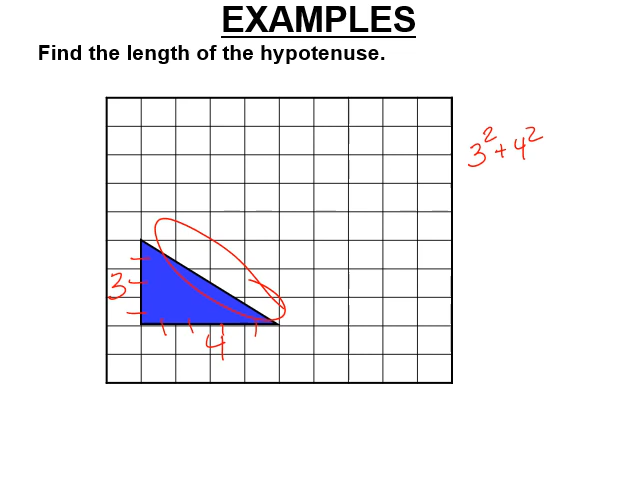 EXAMPLES
Find the length of the hypotenuse.
3² + 4²
3
4